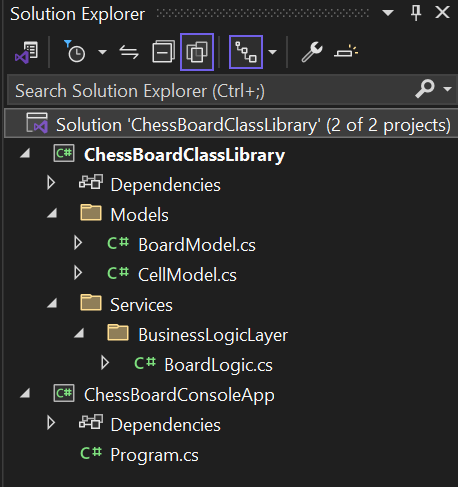 Solution Explorer
Search Solution Explorer (Ctrl+;)
Solution 'ChessBoardClassLibrary' (2 of 2 projects)
C# ChessBoardClassLibrary
Dependencies
Models
C# BoardModel.cs
C# CellModel.cs
Services
BusinessLogicLayer
C# BoardLogic.cs
C# ChessBoardConsoleApp
Dependencies
C# Program.cs